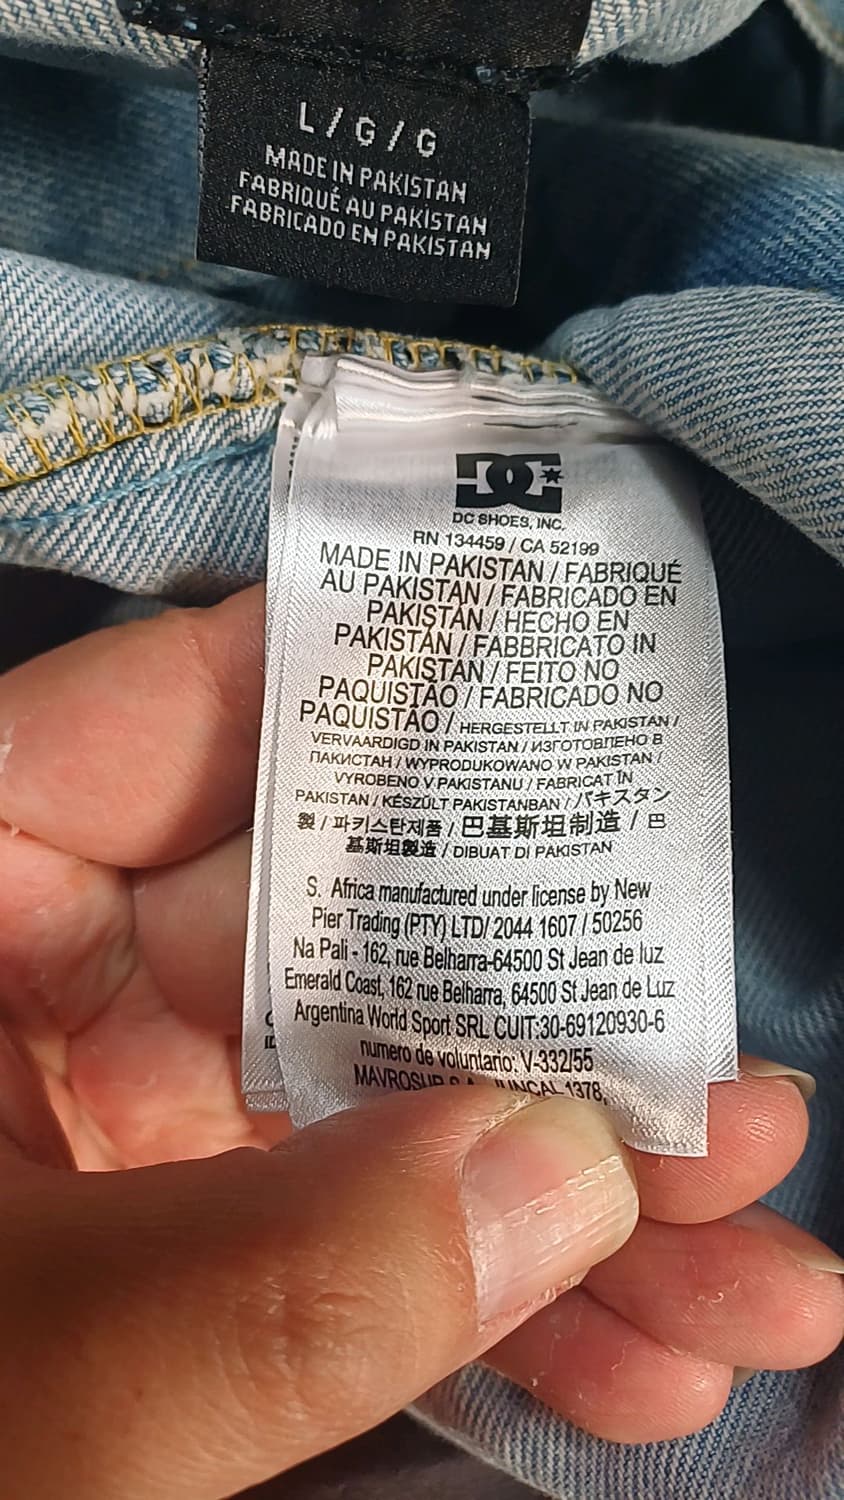 L / G / G
MADE IN PAKISTAN
FABRIQUÉ AU PAKISTAN
FABRICADO EN PAKISTAN
DC
DC SHOES, INC.
RN 134459 / CA 52199
MADE IN PAKISTAN / FABRIQUÉ
AU PAKISTAN / FABRICADO EN
PAKISTÁN / HECHO EN
PAKISTÁN / FABBRICATO IN
PAKISTAN / FEITO NO
PAQUISTÃO / FABRICADO NO
PAQUISTÃO / HERGESTELLT IN PAKISTAN /
VERVAARDIGD IN PAKISTAN / ИЗГОТОВЛЕНО В
ПАКИСТАН / WYPRODUKOWANO W PAKISTAN /
VYROBENO V PAKISTANU / FABRICAT ÎN
PAKISTAN / KÉSZÜLT PAKISTANBAN / パキスタン
製 / 파키스탄제품 / 巴基斯坦制造 / 巴
基斯坦製造 / DIBUAT DI PAKISTAN
S. Africa manufactured under license by New
Pier Trading (PTY) LTD/ 2044 1607 / 50256
Na Pali - 162, rue Belharra-64500 St Jean de luz
Emerald Coast, 162 rue Belharra, 64500 St Jean de Luz
Argentina World Sport SRL CUIT:30-69120930-6
numero de voluntario: V-332/55
MAVROSUR S.A. JUNCAL 1378,